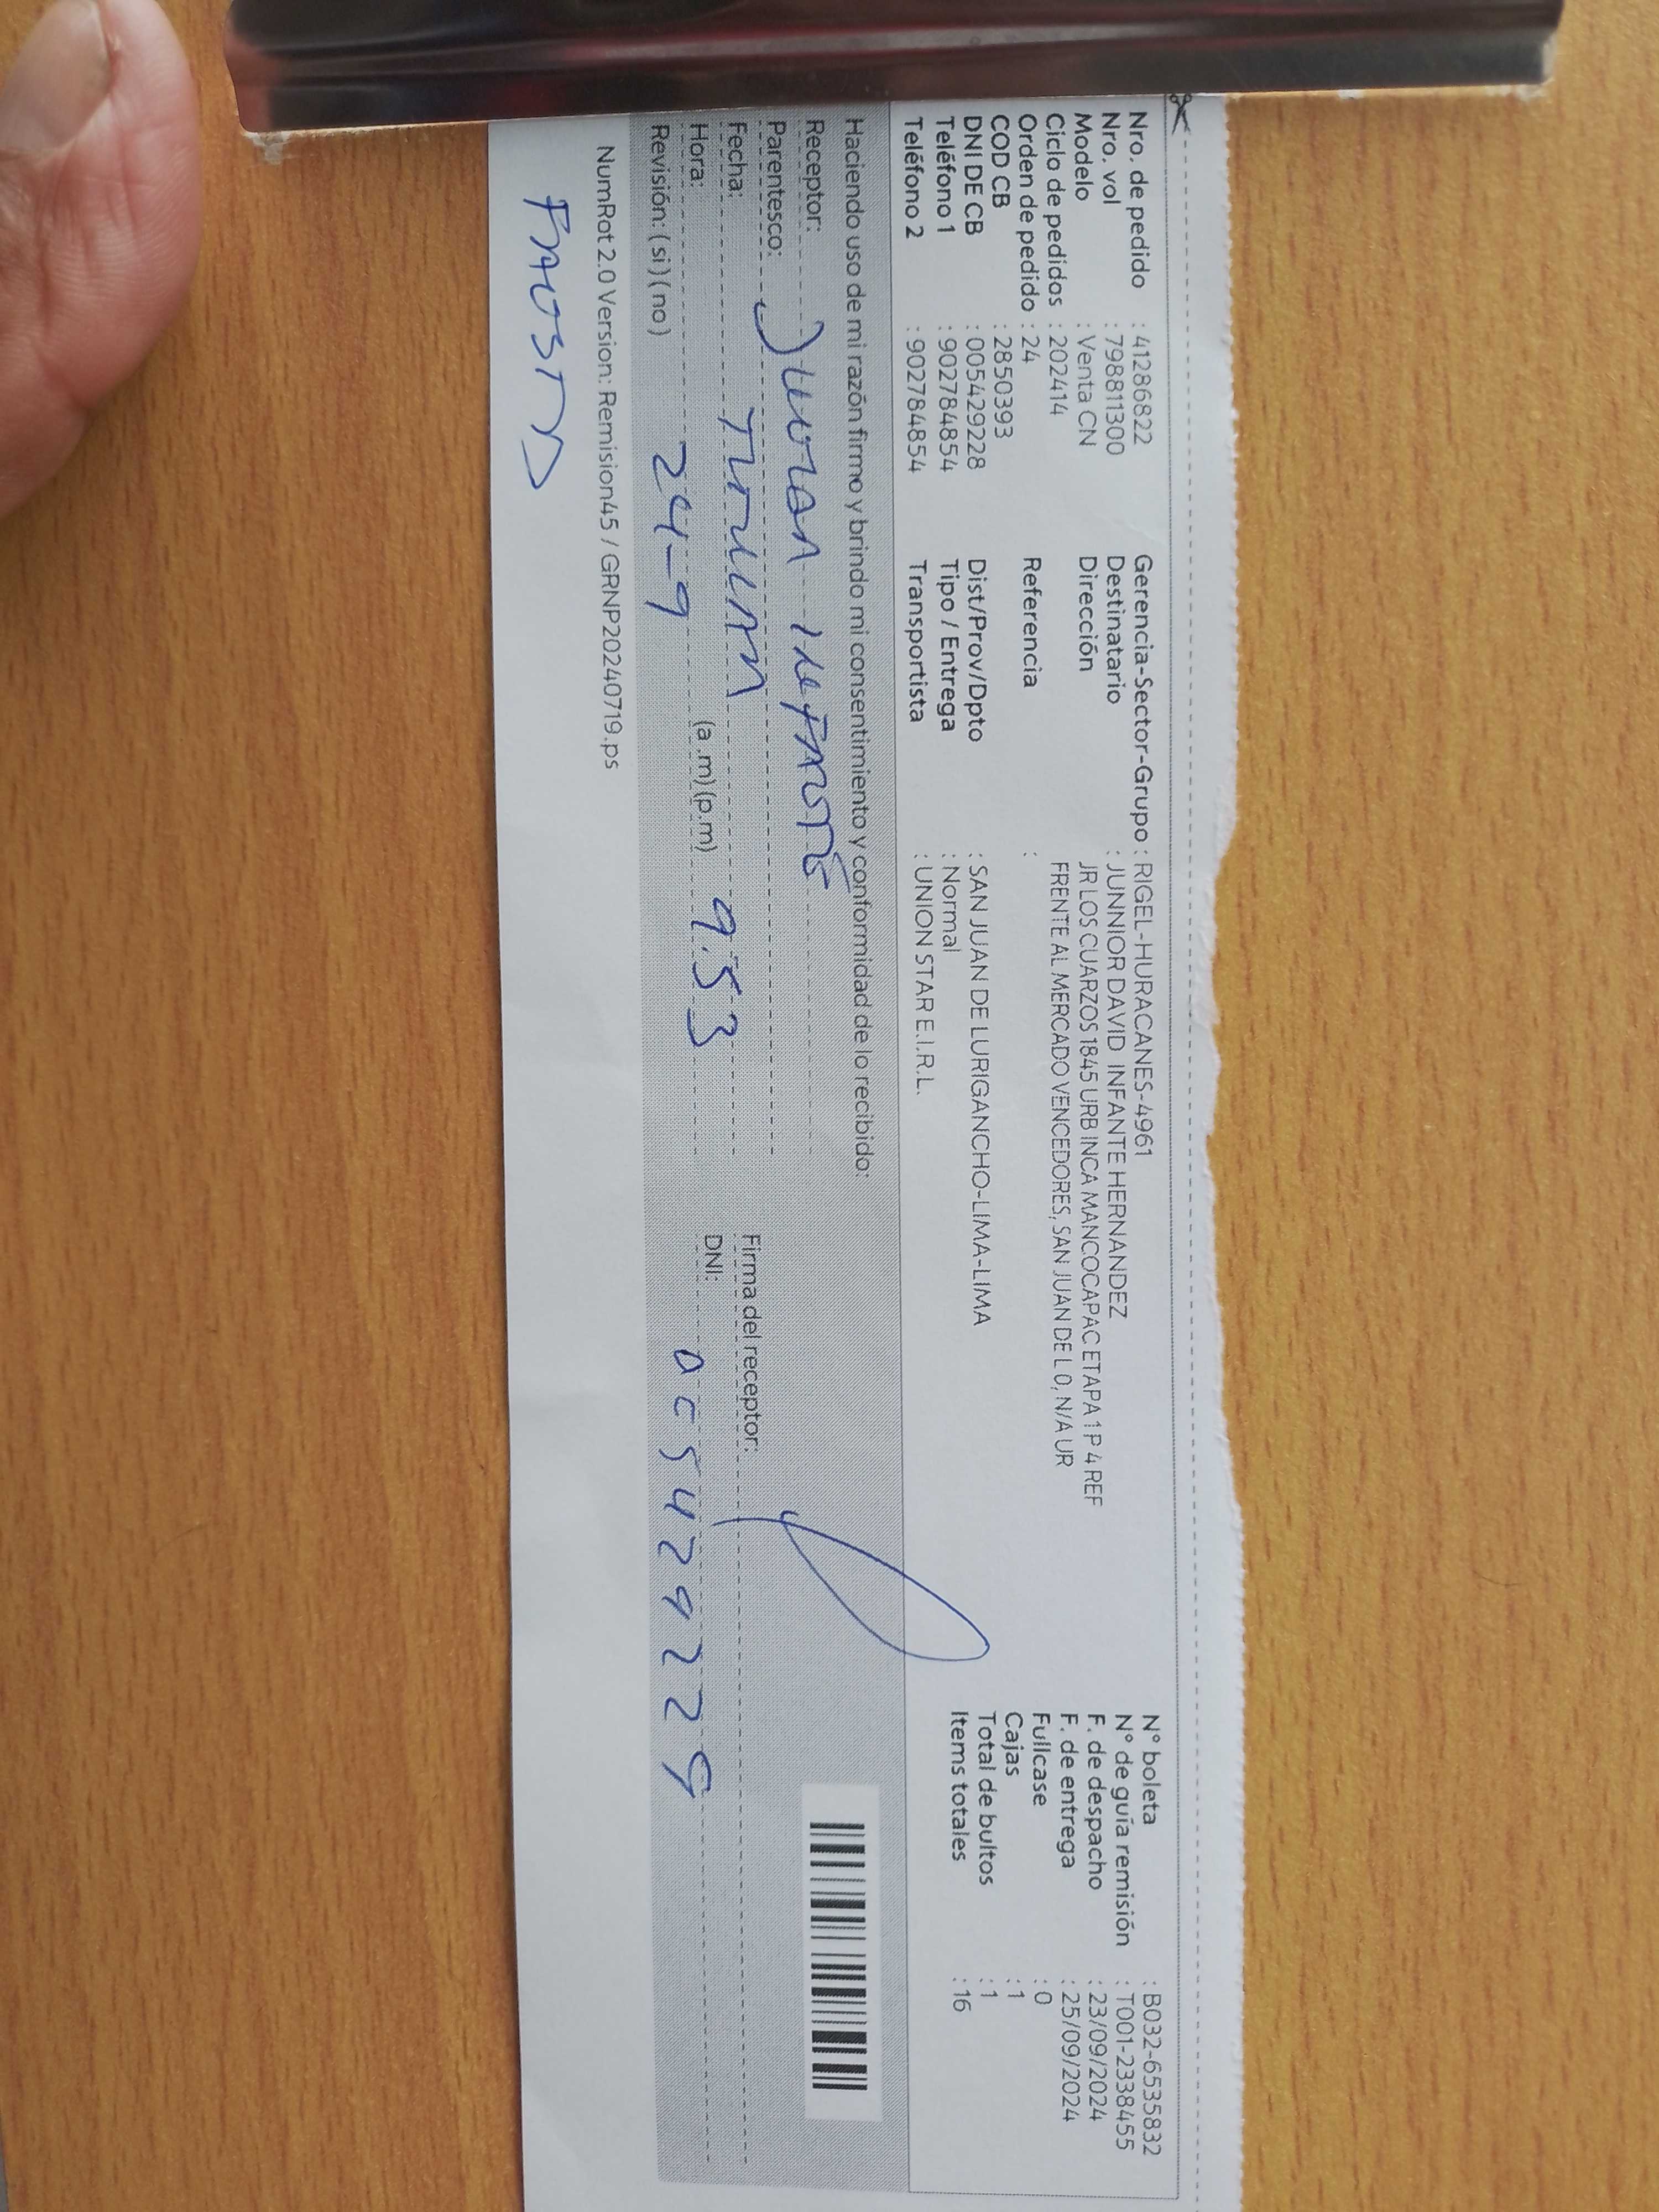 Nro. de pedido : 41286822
Nro. vol : 798811300
Modelo : Venta CN
Ciclo de pedidos : 202414
Orden de pedido : 24
COD CB : 2850393
DNI DE CB : 005429228
Teléfono 1 : 902784854
Teléfono 2 : 902784854
Gerencia-Sector-Grupo : RIGEL-HURACANES-4961
Destinatario : JUNNIOR DAVID INFANTE HERNANDEZ
Dirección : JR LOS CUARZOS 1845 URB INCA MANCOCAPAC ETAPA 1 P 4 REF
FRENTE AL MERCADO VENCEDORES, SAN JUAN DE L 0, N/A UR
Referencia :
Dist/Prov/Dpto : SAN JUAN DE LURIGANCHO-LIMA-LIMA
Tipo / Entrega : Normal
Transportista : UNION STAR E.I.R.L.
N° boleta : B032-6535832
N° de guía remisión : T001-2338455
F. de despacho : 23/09/2024
F. de entrega : 25/09/2024
Fullcase : 0
Cajas : 1
Total de bultos : 1
Items totales : 16
Haciendo uso de mi razón firmo y brindo mi consentimiento y conformidad de lo recibido:
Receptor:
Parentesco:
Fecha: 24-9
Hora: (a.m)(p.m) 9.53
Revisión: (si)(no)
Firma del receptor:
DNI:
NumRot 2.0 Version: Remision45 / GRNP20240719.ps